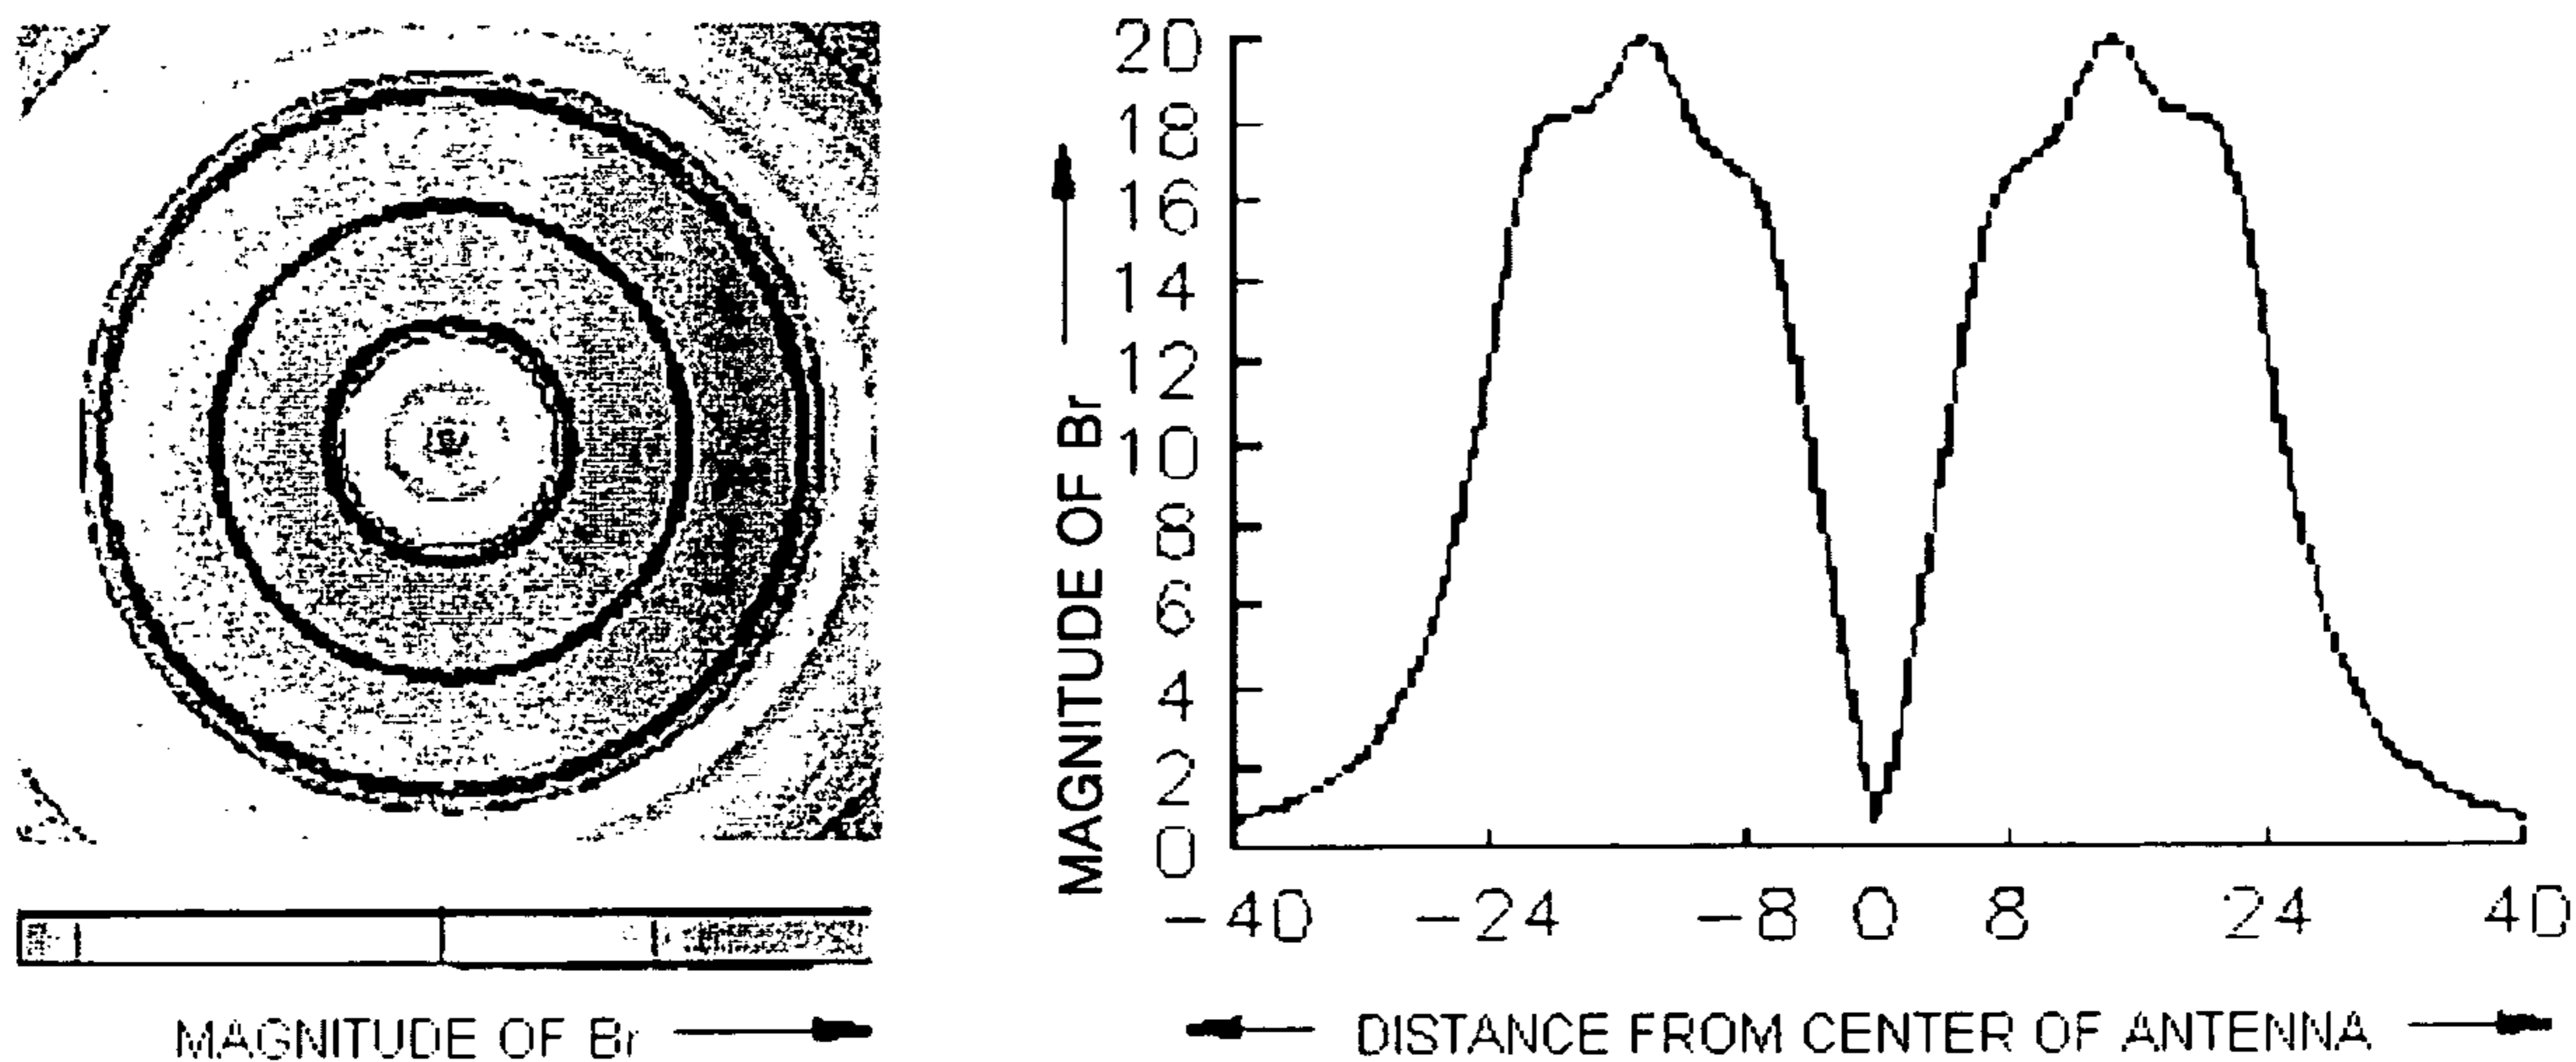 MAGNITUDE OF Br
MAGNITUDE OF Br
20
18
16
14
12
10
8
6
4
2
0
-40 -24 -8 0 8 24 40
DISTANCE FROM CENTER OF ANTENNA